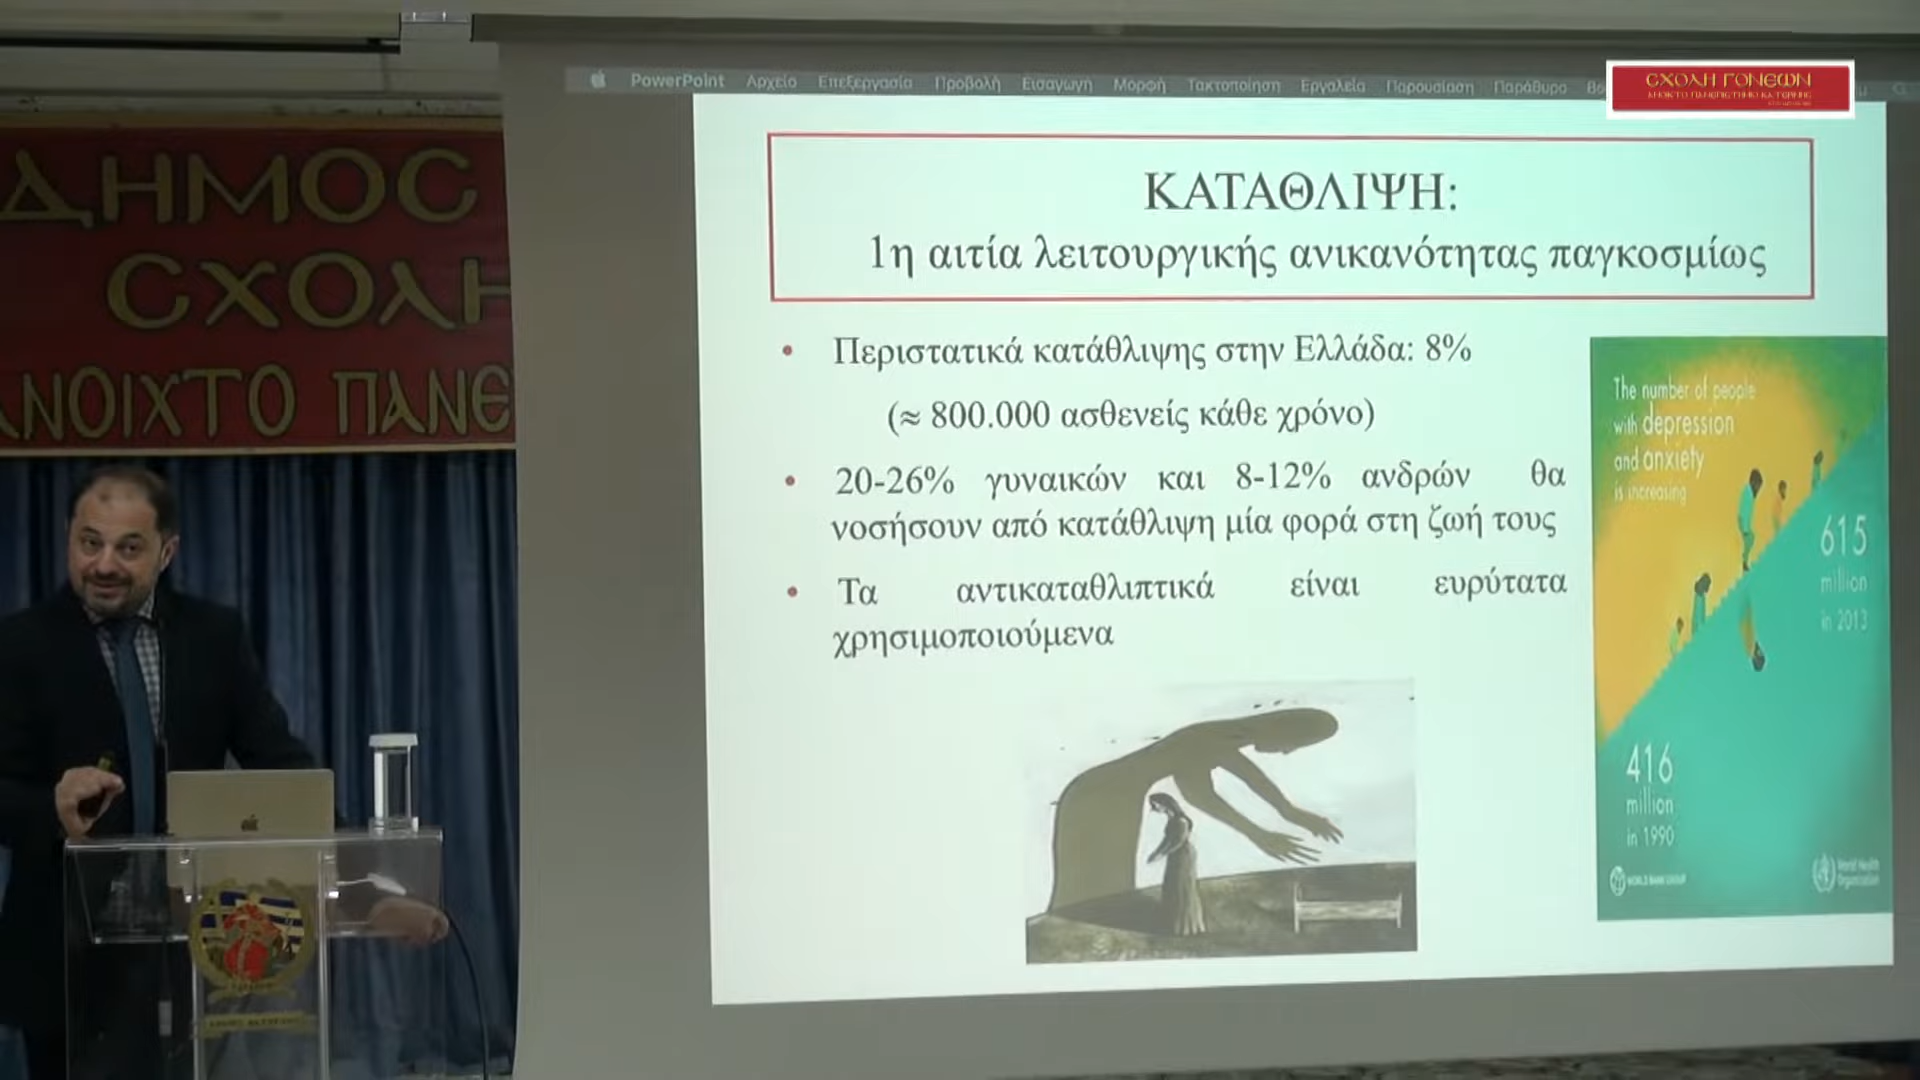 PowerPoint Αρχείο Επεξεργασία Προβολή Εισαγωγή Μορφή Τακτοποίηση Εργαλεία Παρουσίαση Παράθυρο
ΣΧΟΛΗ ΓΟΝΕΩΝ
ΑΝΟΙΚΤΟ ΠΑΝΕΠΙΣΤΗΜΙΟ ΚΑΤΕΡΙΝΗΣ
ΔΗΜΟΣ
ΣΧΟΛΗ
ΑΝΟΙΧΤΟ ΠΑΝΕ
ΚΑΤΑΘΛΙΨΗ:
1η αιτία λειτουργικής ανικανότητας παγκοσμίως
• Περιστατικά κατάθλιψης στην Ελλάδα: 8%
(≈ 800.000 ασθενείς κάθε χρόνο)
• 20-26% γυναικών και 8-12% ανδρών θα
νοσήσουν από κατάθλιψη μία φορά στη ζωή τους
• Τα αντικαταθλιπτικά είναι ευρύτατα
χρησιμοποιούμενα
The number of people
with depression
and anxiety
is increasing
615
million
in 2013
416
million
in 1990
WORLD BANK GROUP
World Health
Organization